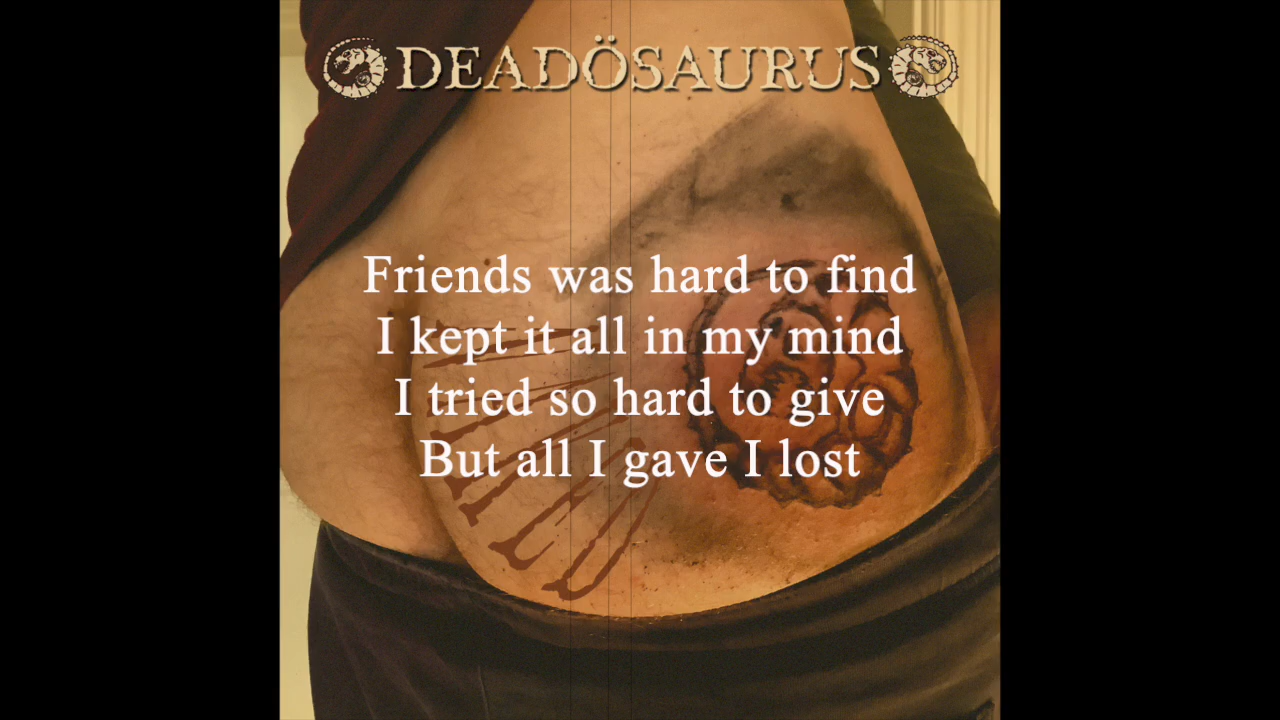 DEADÖSAURUS
Friends was hard to find
I kept it all in my mind
I tried so hard to give
But all I gave I lost